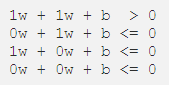 1w + 1w + b  > 0
0w + 1w + b <= 0
1w + 0w + b <= 0
0w + 0w + b <= 0